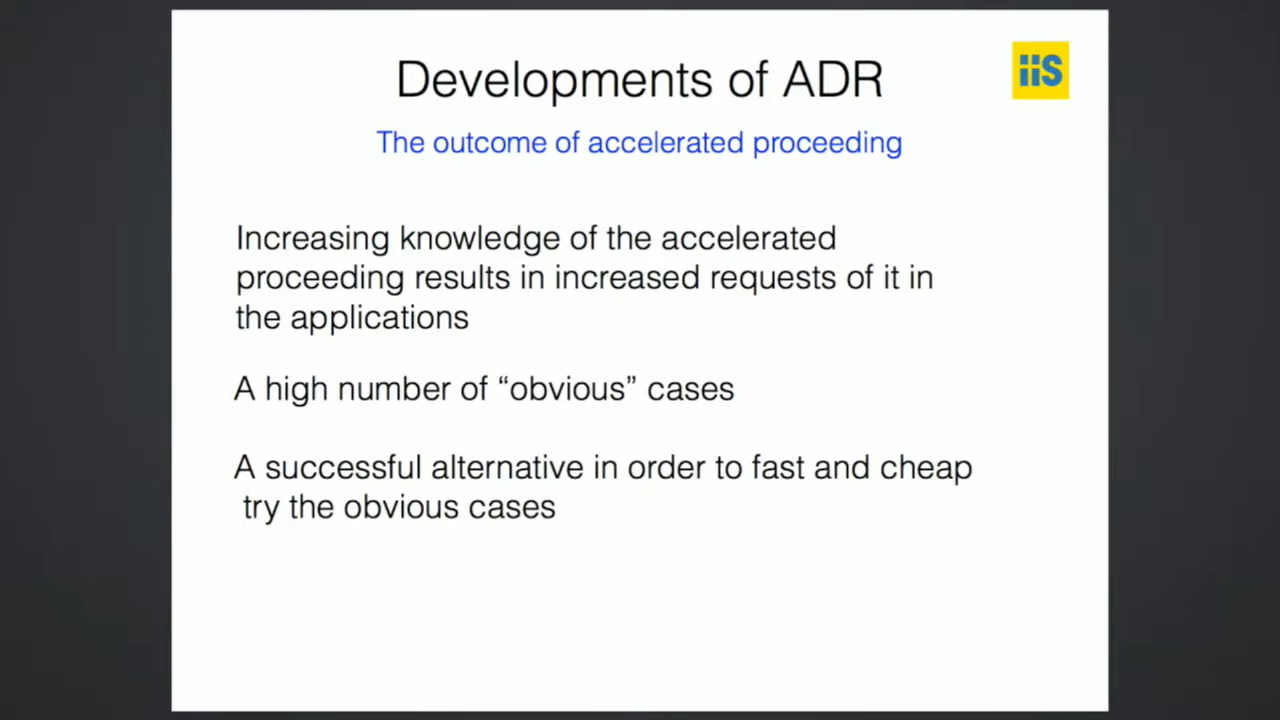 Developments of ADR
iiS
The outcome of accelerated proceeding
Increasing knowledge of the accelerated
proceeding results in increased requests of it in
the applications
A high number of “obvious” cases
A successful alternative in order to fast and cheap
try the obvious cases